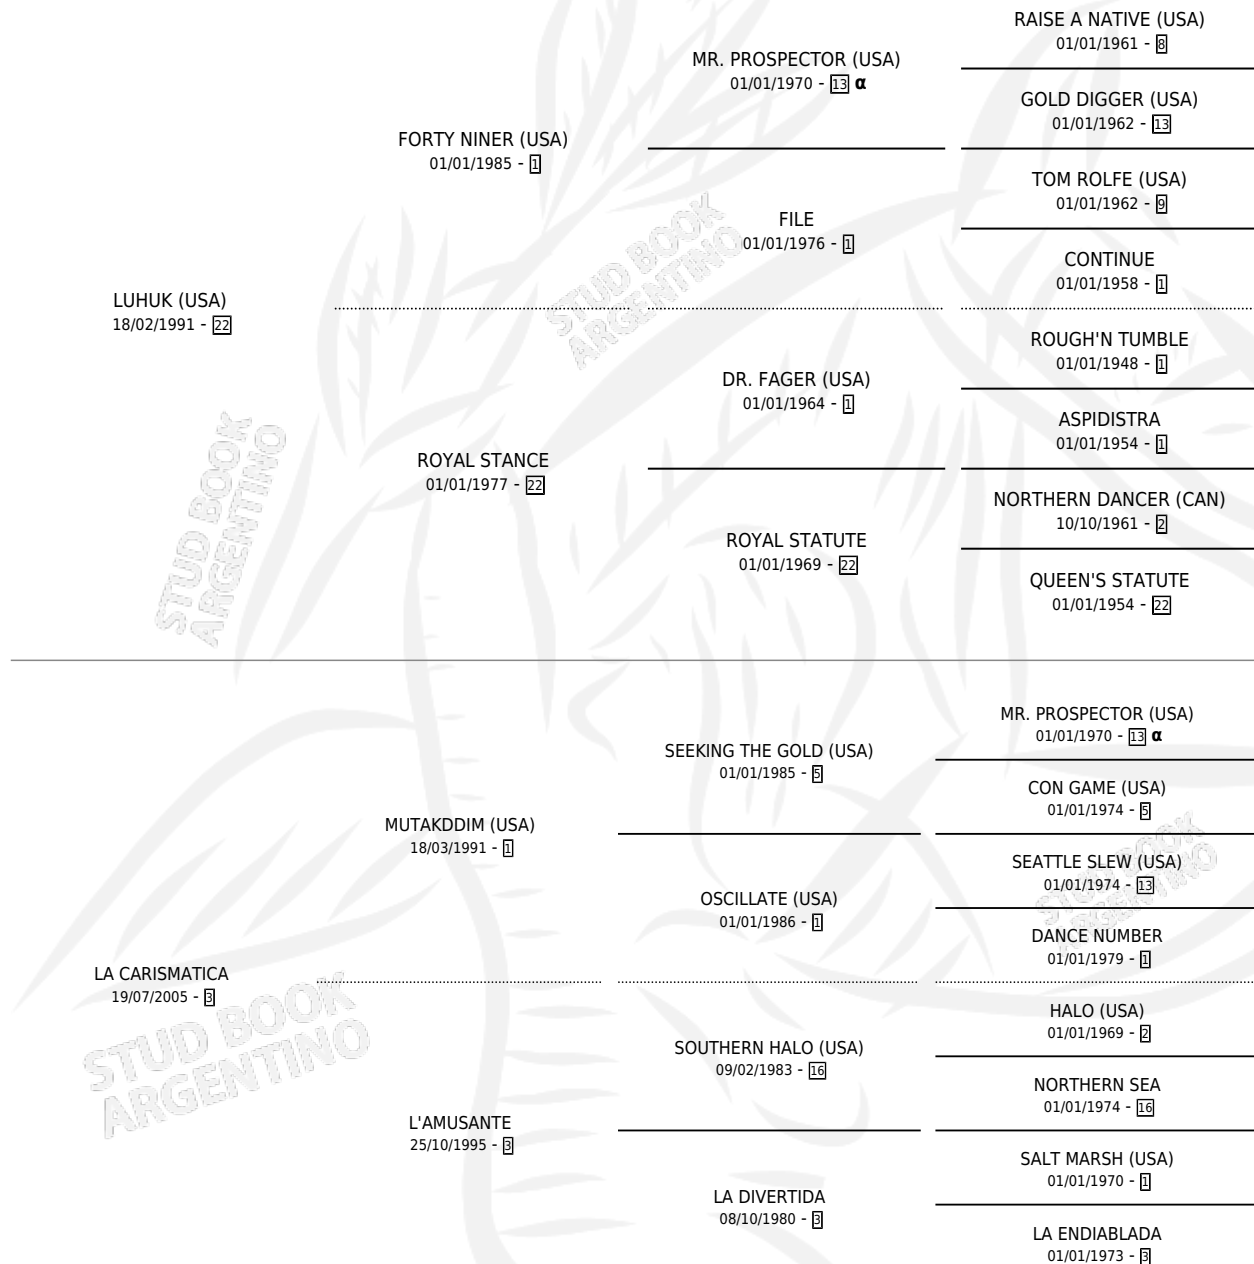 RAISE A NATIVE (USA)
01/01/1961 - 8
MR. PROSPECTOR (USA)
01/01/1970 - 13 α
GOLD DIGGER (USA)
01/01/1962 - 13
FORTY NINER (USA)
01/01/1985 - 1
TOM ROLFE (USA)
01/01/1962 - 9
FILE
01/01/1976 - 1
CONTINUE
01/01/1958 - 1
STUD BOOK
ARGENTINO
LUHUK (USA)
18/02/1991 - 22
ROUGH'N TUMBLE
01/01/1948 - 1
DR. FAGER (USA)
01/01/1964 - 1
ASPIDISTRA
01/01/1954 - 1
ROYAL STANCE
01/01/1977 - 22
NORTHERN DANCER (CAN)
10/10/1961 - 2
ROYAL STATUTE
01/01/1969 - 22
QUEEN'S STATUTE
01/01/1954 - 22
STUD BOOK
ARGENTINO
MR. PROSPECTOR (USA)
01/01/1970 - 13 α
SEEKING THE GOLD (USA)
01/01/1985 - 5
CON GAME (USA)
01/01/1974 - 5
MUTAKDDIM (USA)
18/03/1991 - 1
SEATTLE SLEW (USA)
01/01/1974 - 13
STUD BOOK
ARGENTINO
OSCILLATE (USA)
01/01/1986 - 1
DANCE NUMBER
01/01/1979 - 1
LA CARISMATICA
19/07/2005 - 3
STUD BOOK
ARGENTINO
HALO (USA)
01/01/1969 - 2
SOUTHERN HALO (USA)
09/02/1983 - 16
NORTHERN SEA
01/01/1974 - 16
L'AMUSANTE
25/10/1995 - 3
SALT MARSH (USA)
01/01/1970 - 1
LA DIVERTIDA
08/10/1980 - 3
LA ENDIABLADA
01/01/1973 - 3